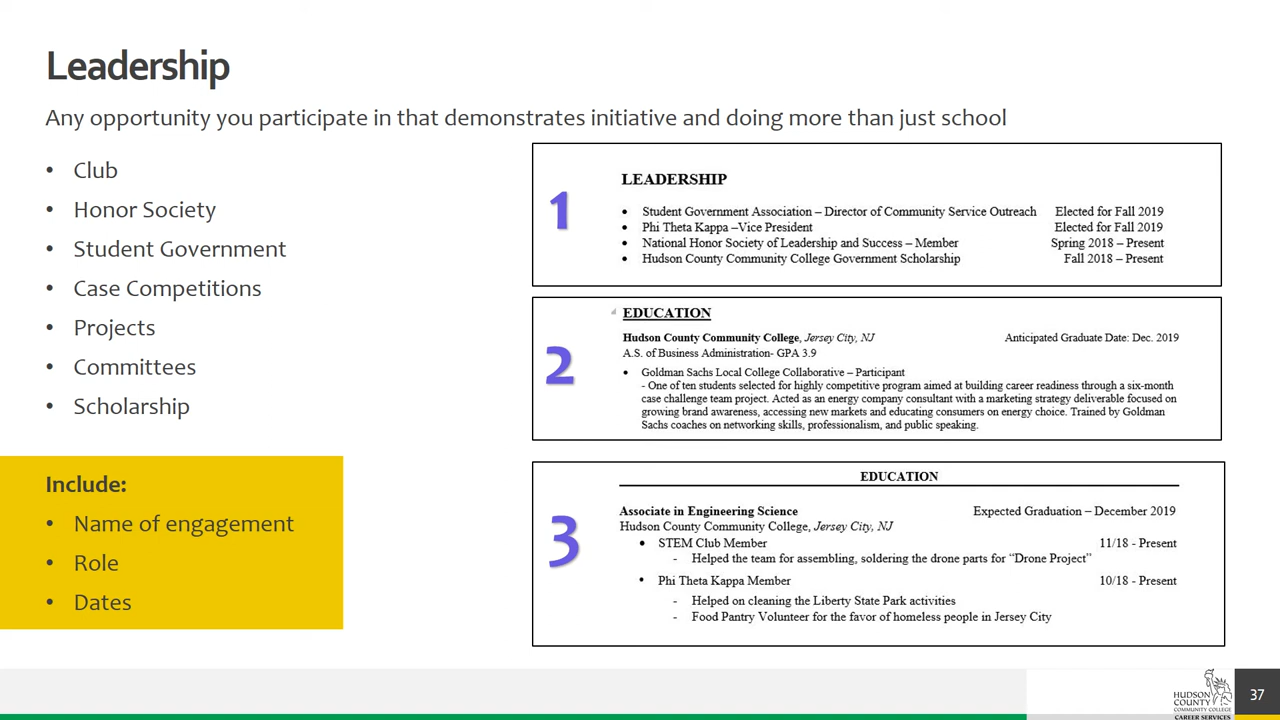 Leadership
Any opportunity you participate in that demonstrates initiative and doing more than just school
• Club
• Honor Society
• Student Government
• Case Competitions
• Projects
• Committees
• Scholarship
Include:
• Name of engagement
• Role
• Dates
1
LEADERSHIP
• Student Government Association – Director of Community Service Outreach Elected for Fall 2019
• Phi Theta Kappa –Vice President Elected for Fall 2019
• National Honor Society of Leadership and Success – Member Spring 2018 – Present
• Hudson County Community College Government Scholarship Fall 2018 – Present
2
EDUCATION
Hudson County Community College, Jersey City, NJ Anticipated Graduate Date: Dec. 2019
A.S. of Business Administration- GPA 3.9
• Goldman Sachs Local College Collaborative – Participant
- One of ten students selected for highly competitive program aimed at building career readiness through a six-month
case challenge team project. Acted as an energy company consultant with a marketing strategy deliverable focused on
growing brand awareness, accessing new markets and educating consumers on energy choice. Trained by Goldman
Sachs coaches on networking skills, professionalism, and public speaking.
3
EDUCATION
Associate in Engineering Science Expected Graduation – December 2019
Hudson County Community College, Jersey City, NJ
• STEM Club Member 11/18 - Present
- Helped the team for assembling, soldering the drone parts for “Drone Project”
• Phi Theta Kappa Member 10/18 - Present
- Helped on cleaning the Liberty State Park activities
- Food Pantry Volunteer for the favor of homeless people in Jersey City
HUDSON
COUNTY
COMMUNITY COLLEGE
CAREER SERVICES
37